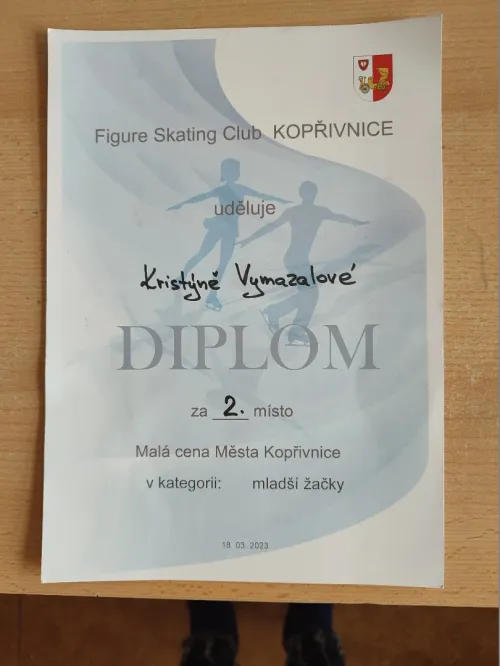 Figure Skating Club KOPŘIVNICE
uděluje
Kristýně Vymazalové
DIPLOM
za 2. místo
Malá cena Města Kopřivnice
v kategorii: mladší žačky
18 03 2023